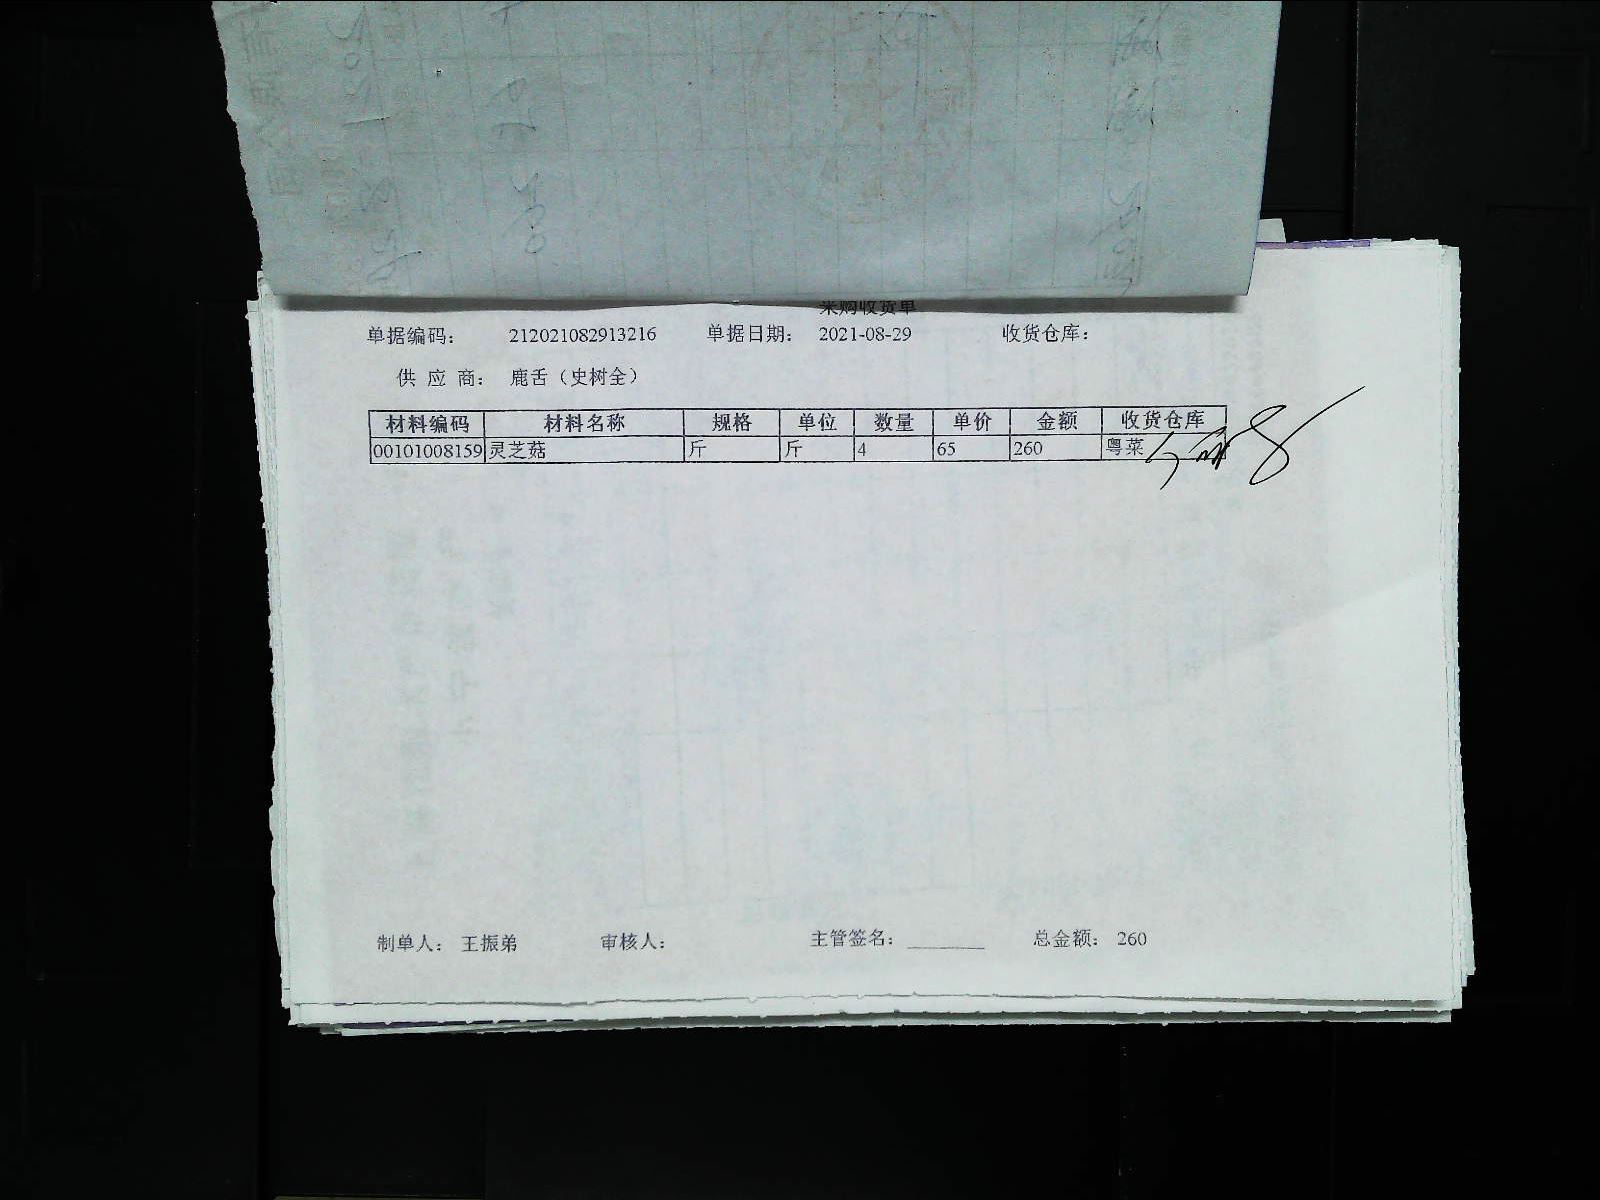 采购收货单
单据编码： 212021082913216 单据日期： 2021-08-29 收货仓库：
供 应 商： 鹿舌（史树全）
材料编码 材料名称 规格 单位 数量 单价 金额 收货仓库
00101008159 灵芝菇 斤 斤 4 65 260 粤菜
制单人： 王振弟 审核人： 主管签名：________ 总金额： 260